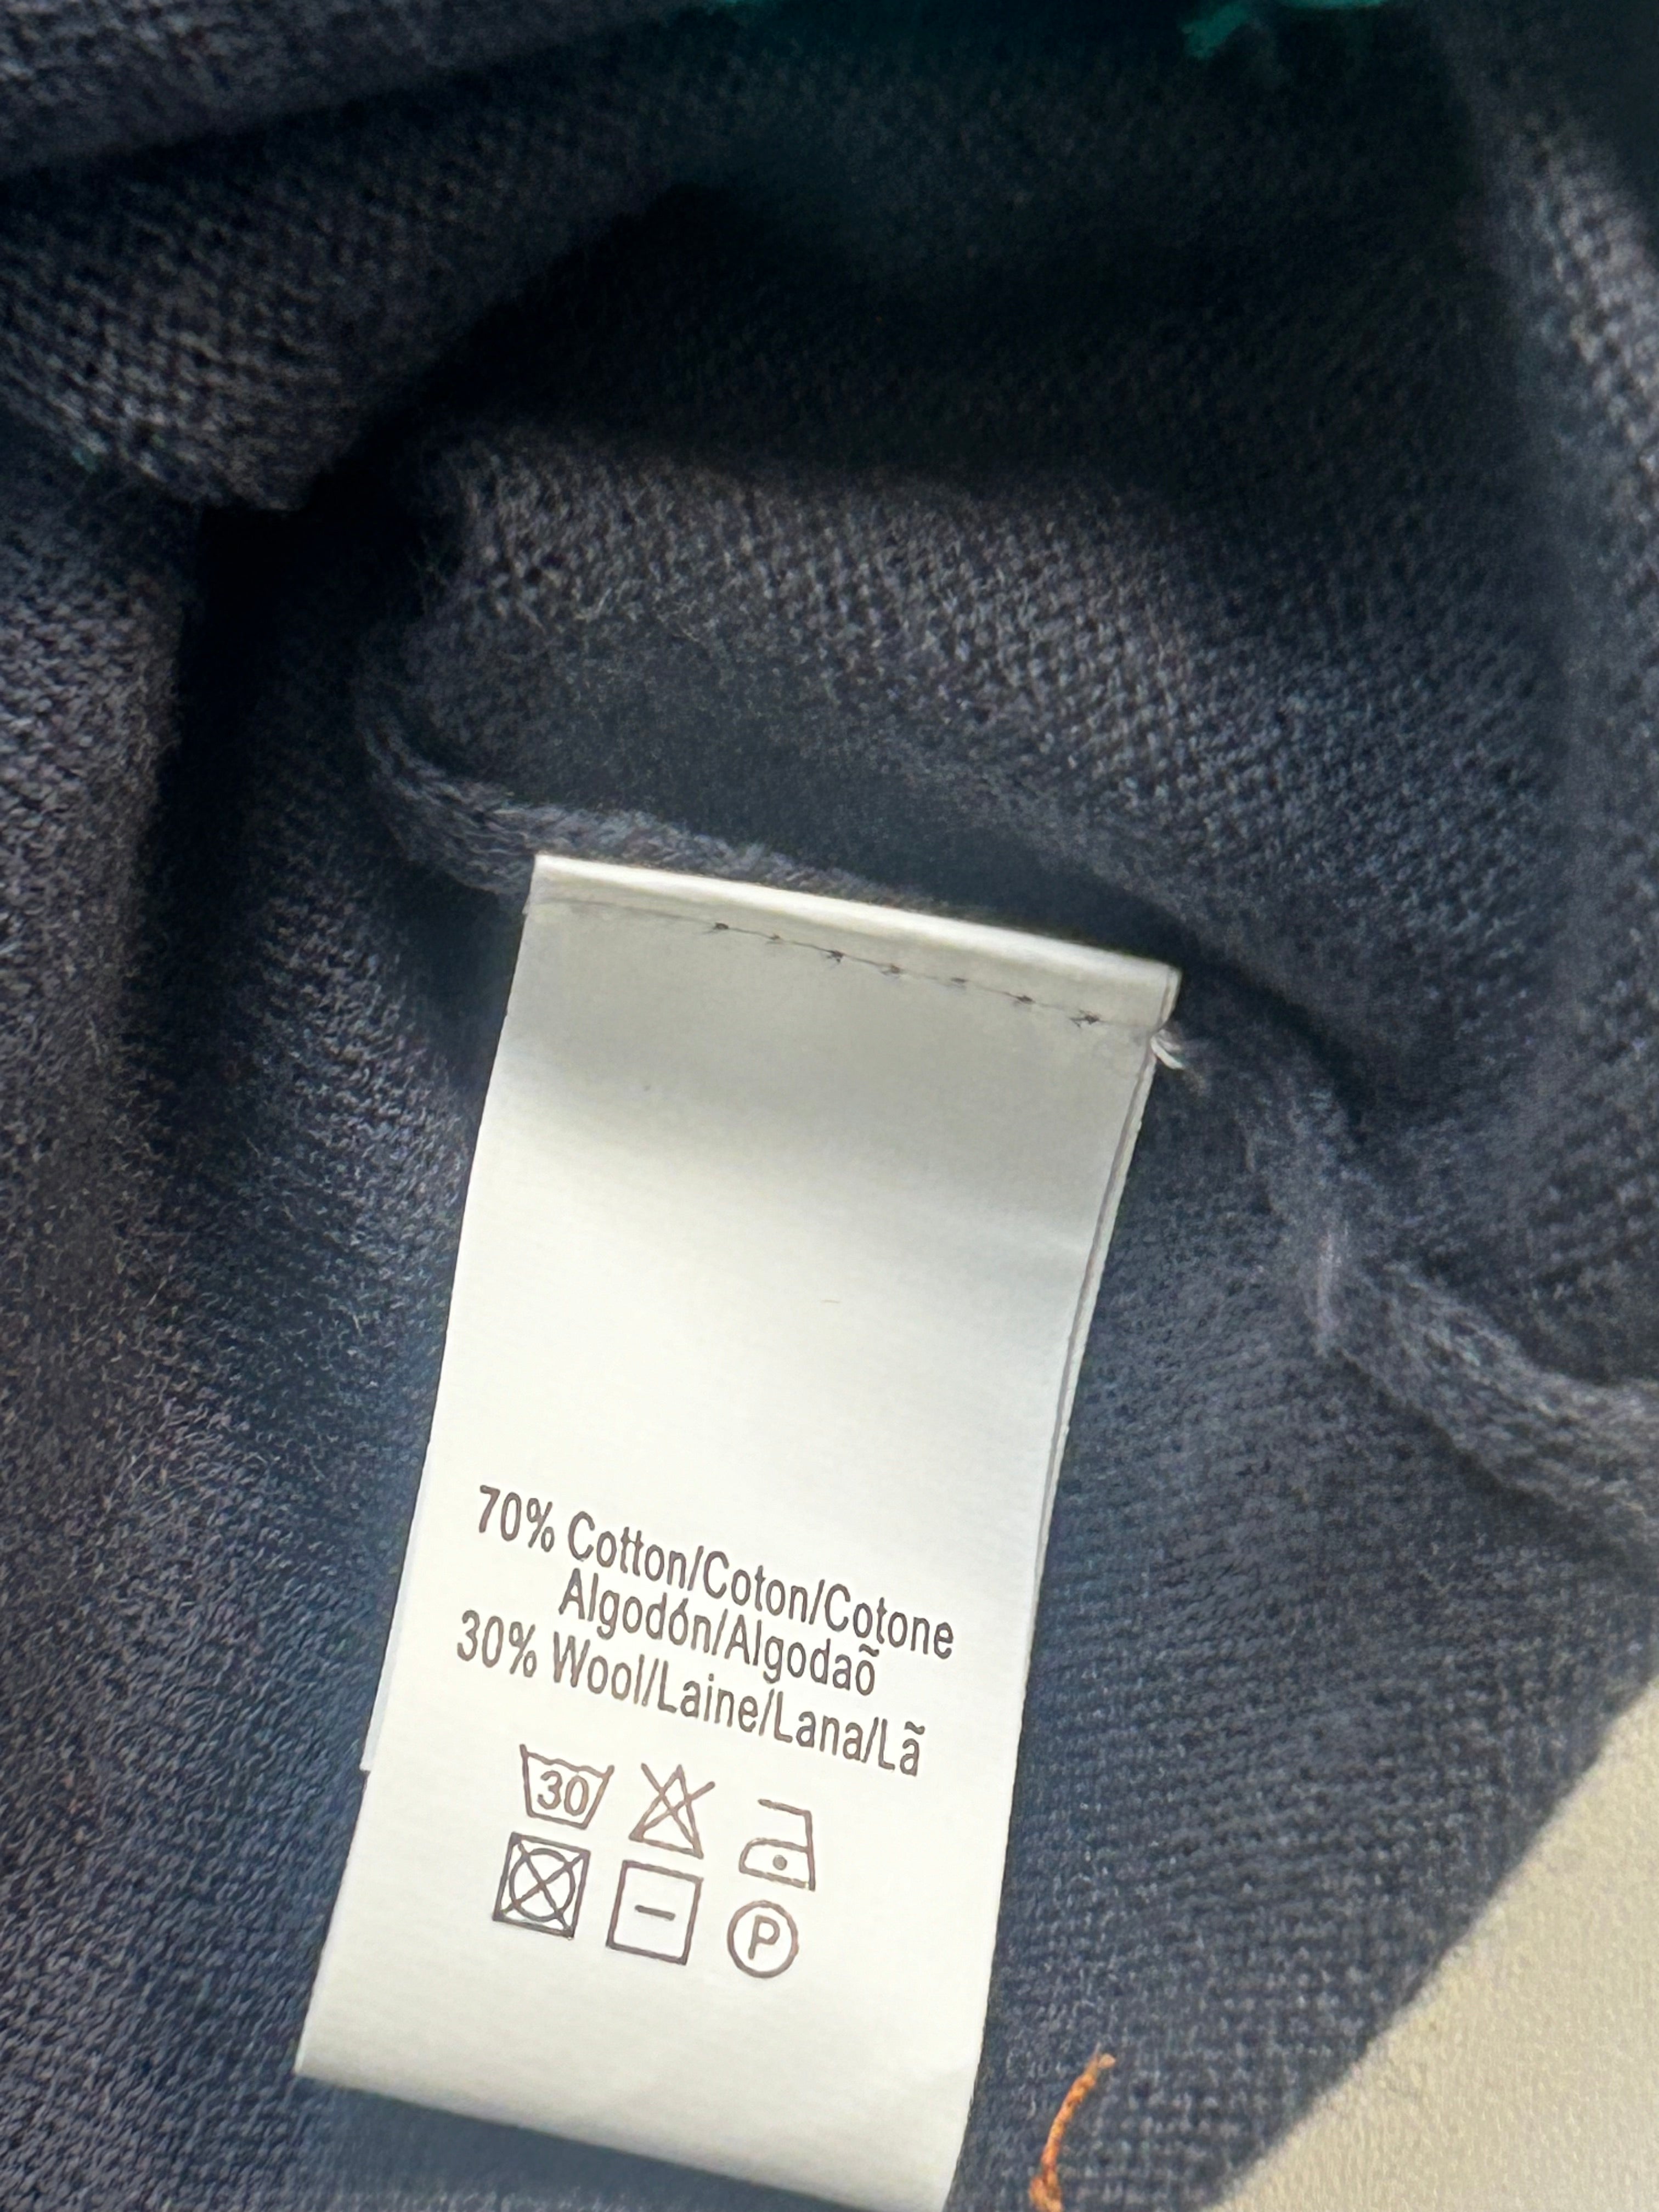 70% Cotton/Coton/Cotone
Algodón/Algodaõ
30% Wool/Laine/Lana/Lã
30
P